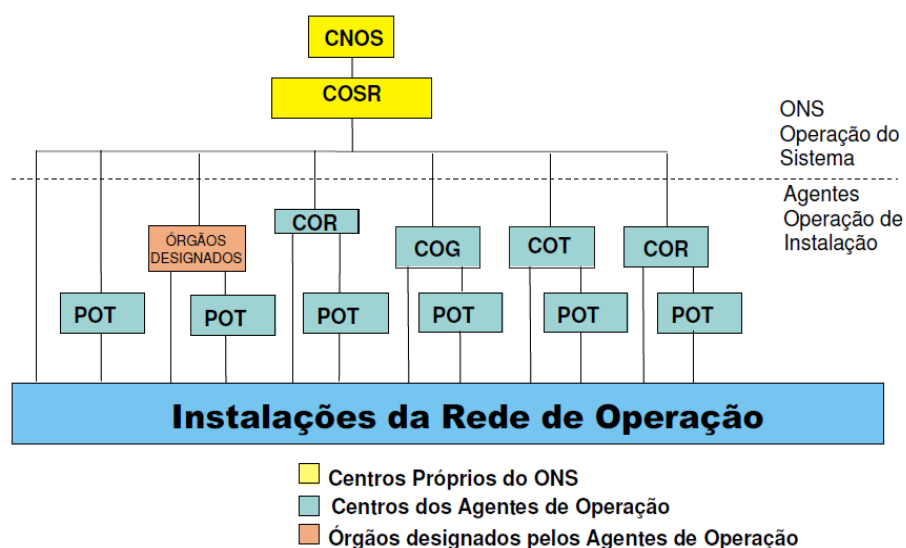 CNOS
COSR
ONS
Operação do
Sistema
Agentes
Operação de
Instalação
COR
ÓRGÃOS
DESIGNADOS
COG
COT
COR
POT
POT
POT
POT
POT
POT
Instalações da Rede de Operação
Centros Próprios do ONS
Centros dos Agentes de Operação
Órgãos designados pelos Agentes de Operação